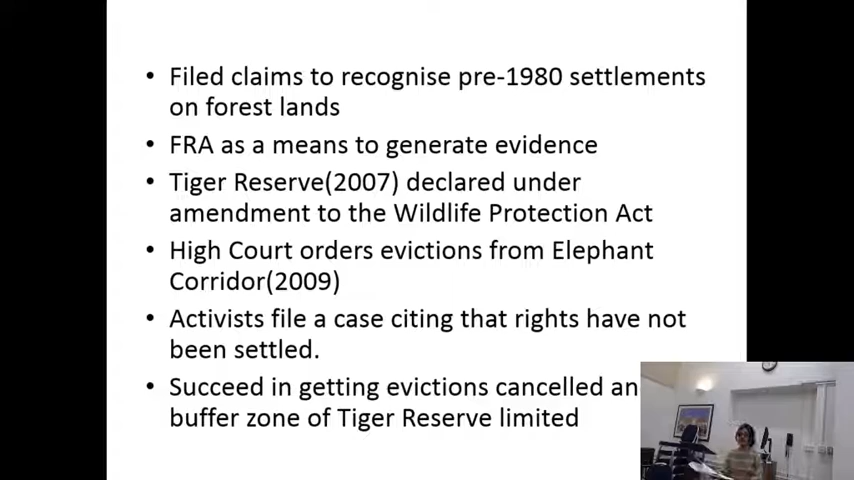 • Filed claims to recognise pre-1980 settlements
on forest lands
• FRA as a means to generate evidence
• Tiger Reserve(2007) declared under
amendment to the Wildlife Protection Act
• High Court orders evictions from Elephant
Corridor(2009)
• Activists file a case citing that rights have not
been settled.
• Succeed in getting evictions cancelled an
buffer zone of Tiger Reserve limited